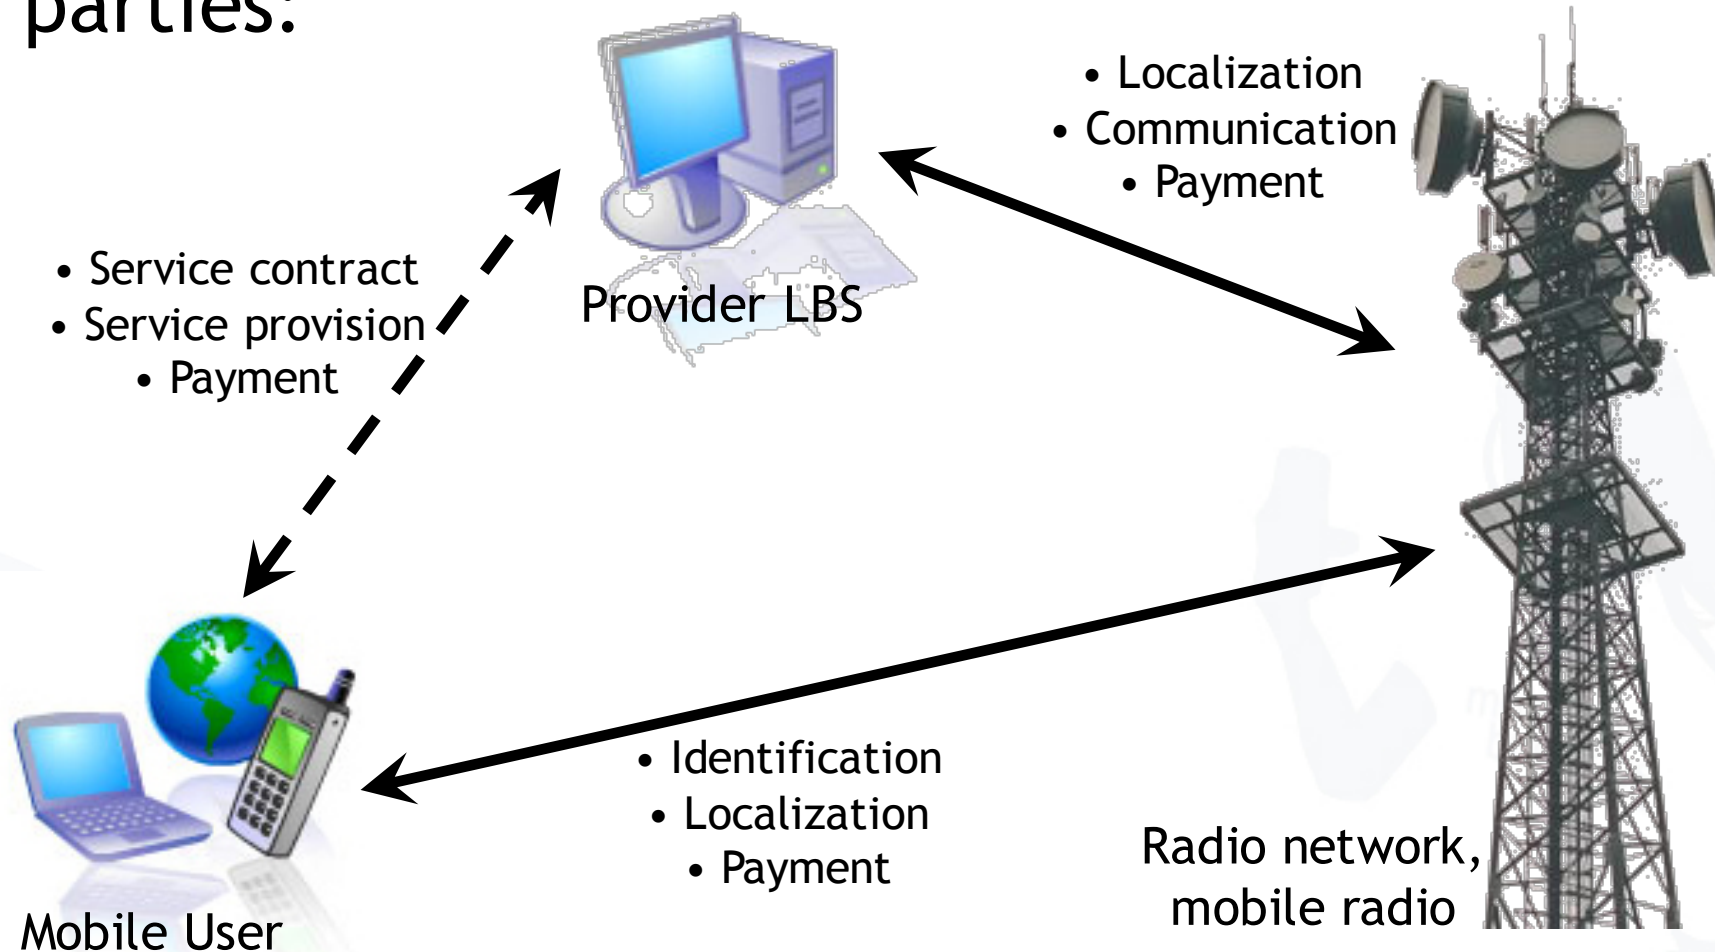 parties:
• Localization
• Communication
• Payment
• Service contract
• Service provision
• Payment
Provider LBS
• Identification
• Localization
• Payment
Radio network,
mobile radio
Mobile User